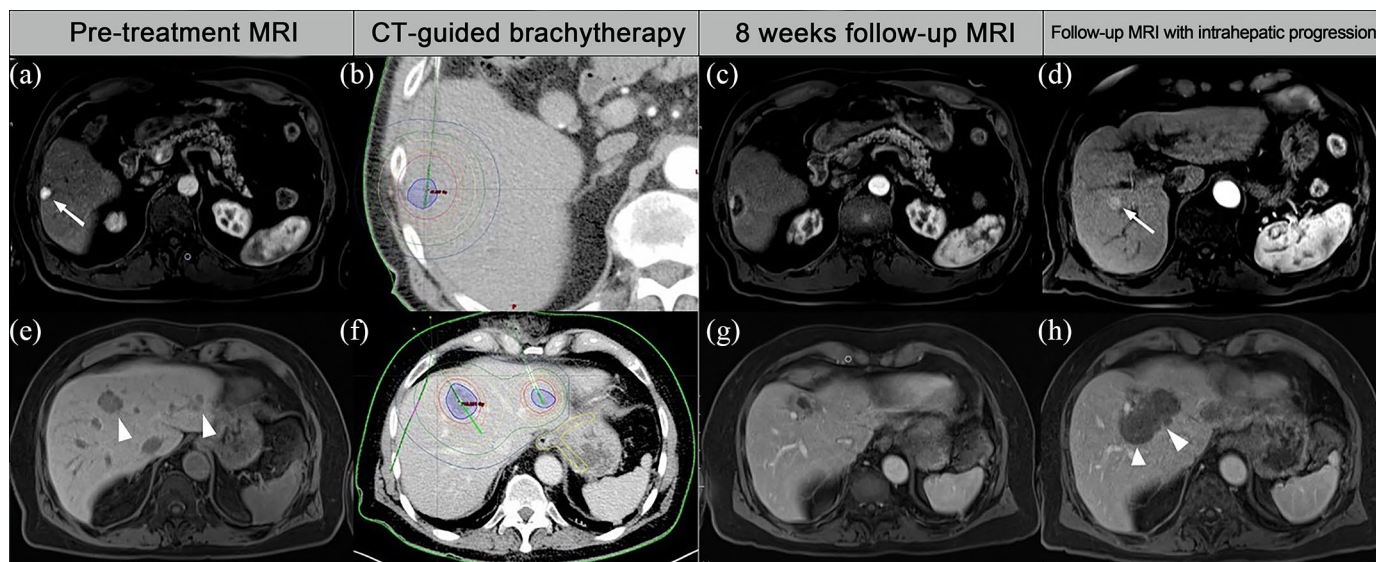 Pre-treatment MRI
CT-guided brachytherapy
8 weeks follow-up MRI
Follow-up MRI with intrahepatic progression
(a)
(b)
(c)
(d)
(e)
(f)
(g)
(h)